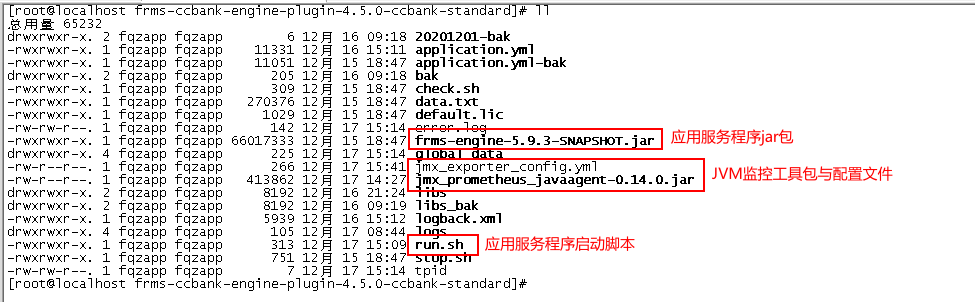 [root@localhost frms-ccbank-engine-plugin-4.5.0-ccbank-standard]# ll
总用量 65232
drwxrwxr-x. 2 fqzapp fqzapp 6 12月 16 09:18 20201201-bak
-rwxrwxr-x. 1 fqzapp fqzapp 11331 12月 16 15:11 application.yml
-rwxrwxr-x. 1 fqzapp fqzapp 11051 12月 15 18:47 application.yml-bak
drwxrwxr-x. 2 fqzapp fqzapp 205 12月 16 09:18 bak
-rwxrwxr-x. 1 fqzapp fqzapp 309 12月 15 18:47 check.sh
-rwxrwxr-x. 1 fqzapp fqzapp 270376 12月 15 18:47 data.txt
-rwxrwxr-x. 1 fqzapp fqzapp 1029 12月 15 18:47 default.lic
-rw-rw-r--. 1 fqzapp fqzapp 142 12月 17 15:14 error.log
-rwxrwxr-x. 1 fqzapp fqzapp 66017333 12月 15 18:47 frms-engine-5.9.3-SNAPSHOT.jar 应用服务程序jar包
drwxrwxr-x. 4 fqzapp fqzapp 225 12月 17 15:14 global_data
-rw-r--r--. 1 fqzapp fqzapp 266 12月 17 15:41 jmx_exporter_config.yml JVM监控工具包与配置文件
-rw-r--r--. 1 fqzapp fqzapp 413862 12月 17 14:27 jmx_prometheus_javaagent-0.14.0.jar
drwxrwxr-x. 2 fqzapp fqzapp 8192 12月 16 21:24 libs
drwxrwxr-x. 2 fqzapp fqzapp 8192 12月 16 09:19 libs_bak
-rwxrwxr-x. 1 fqzapp fqzapp 5939 12月 16 15:12 logback.xml
drwxrwxr-x. 4 fqzapp fqzapp 105 12月 17 08:44 logs
-rwxrwxr-x. 1 fqzapp fqzapp 313 12月 17 15:09 run.sh 应用服务程序启动脚本
-rwxrwxr-x. 1 fqzapp fqzapp 751 12月 15 18:47 stop.sh
-rw-rw-r--. 1 fqzapp fqzapp 7 12月 17 15:14 tpid
[root@localhost frms-ccbank-engine-plugin-4.5.0-ccbank-standard]#